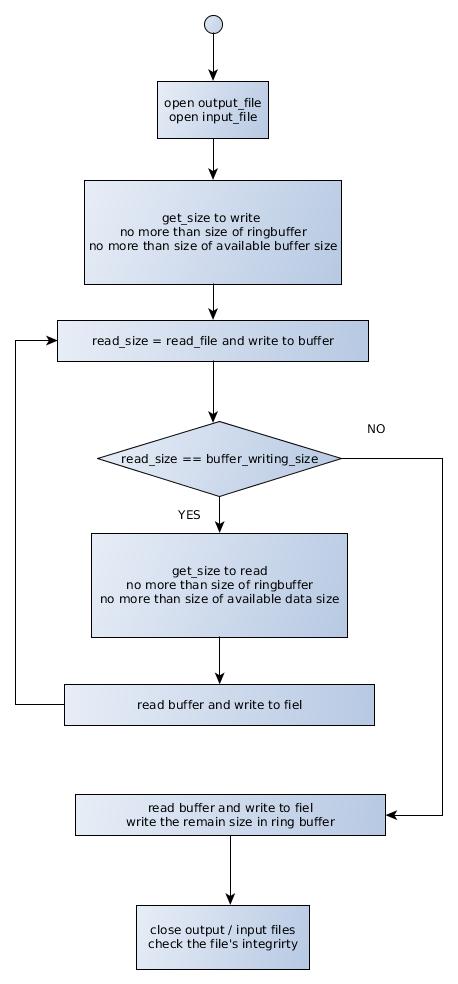 open output_file
open input_file
get_size to write
no more than size of ringbuffer
no more than size of available buffer size
read_size = read_file and write to buffer
NO
read_size == buffer_writing_size
YES
get_size to read
no more than size of ringbuffer
no more than size of available data size
read buffer and write to fiel
read buffer and write to fiel
write the remain size in ring buffer
close output / input files
check the file's integrirty